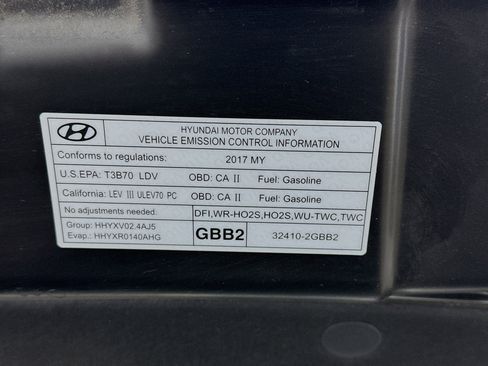 HYUNDAI MOTOR COMPANY
VEHICLE EMISSION CONTROL INFORMATION
Conforms to regulations: 2017 MY
U.S.EPA: T3B70 LDV OBD: CA II Fuel: Gasoline
California: LEV III ULEV70 PC OBD: CA II Fuel: Gasoline
No adjustments needed: DFI,WR-HO2S,HO2S,WU-TWC,TWC
Group: HHYXV02.4AJ5
Evap.: HHYXR0140AHG
GBB2 32410-2GBB2